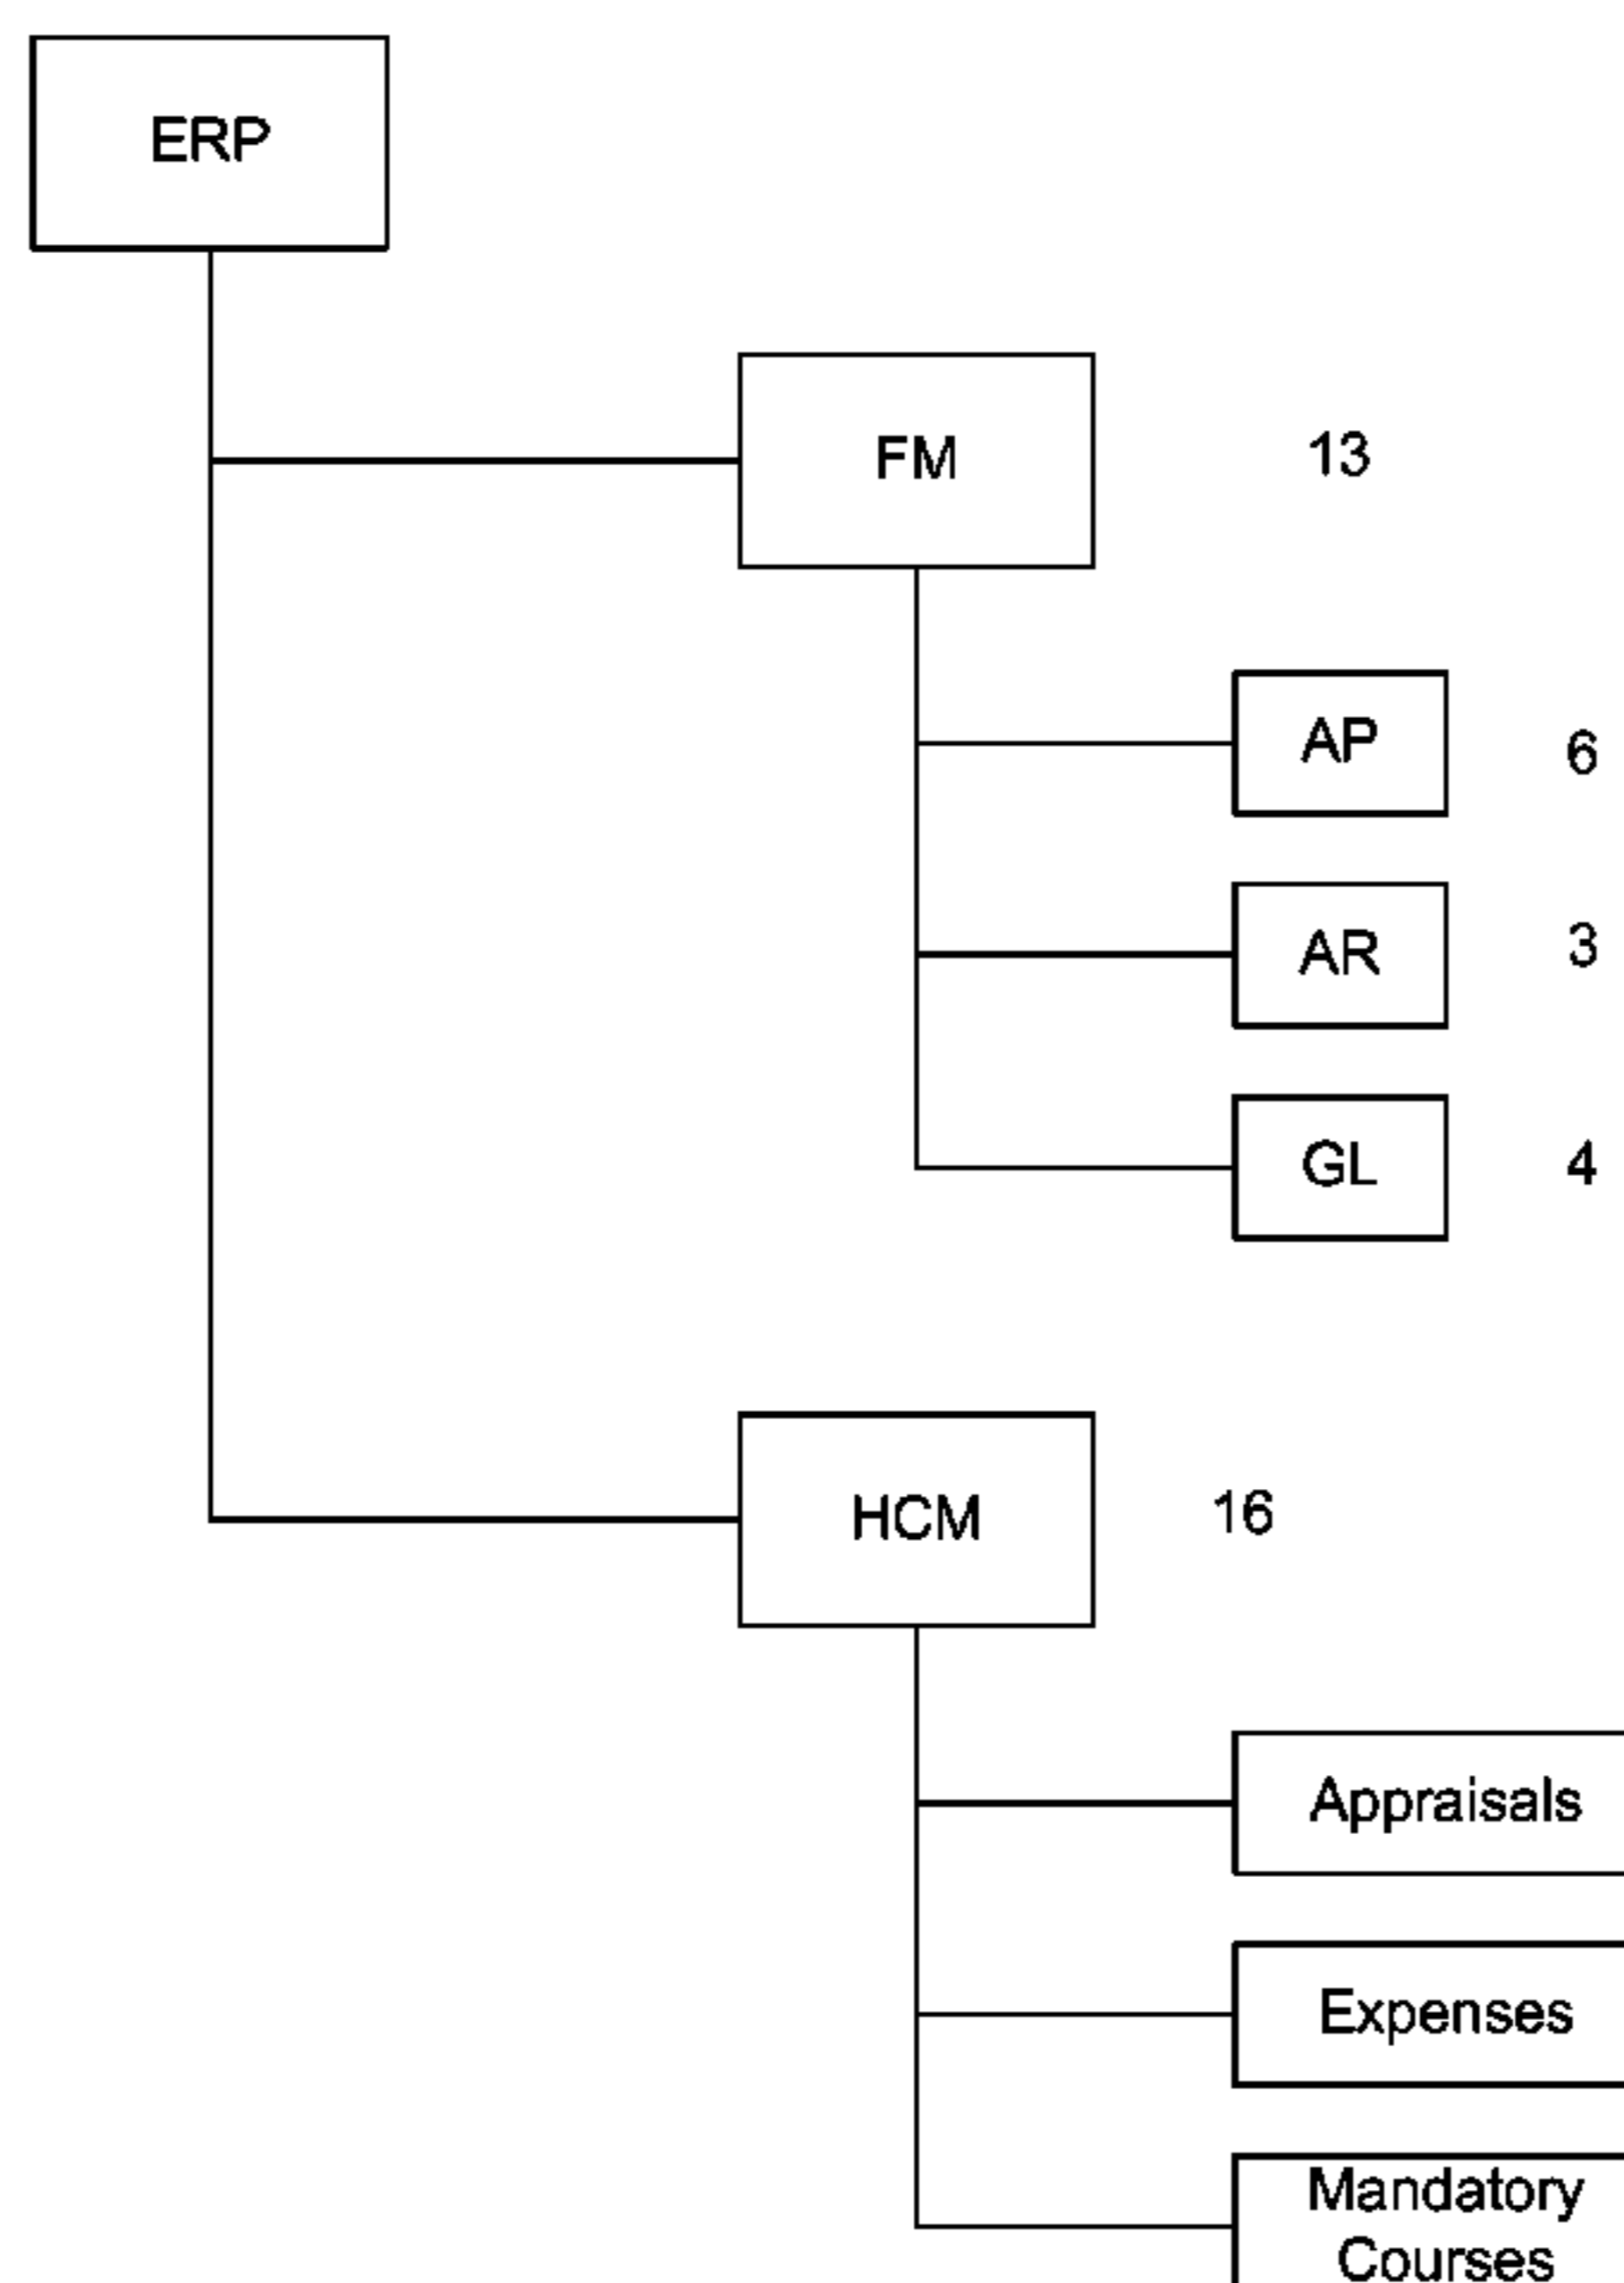 ERP
FM
13
AP
6
AR
3
GL
4
HCM
16
Appraisals
Expenses
Mandatory
Courses